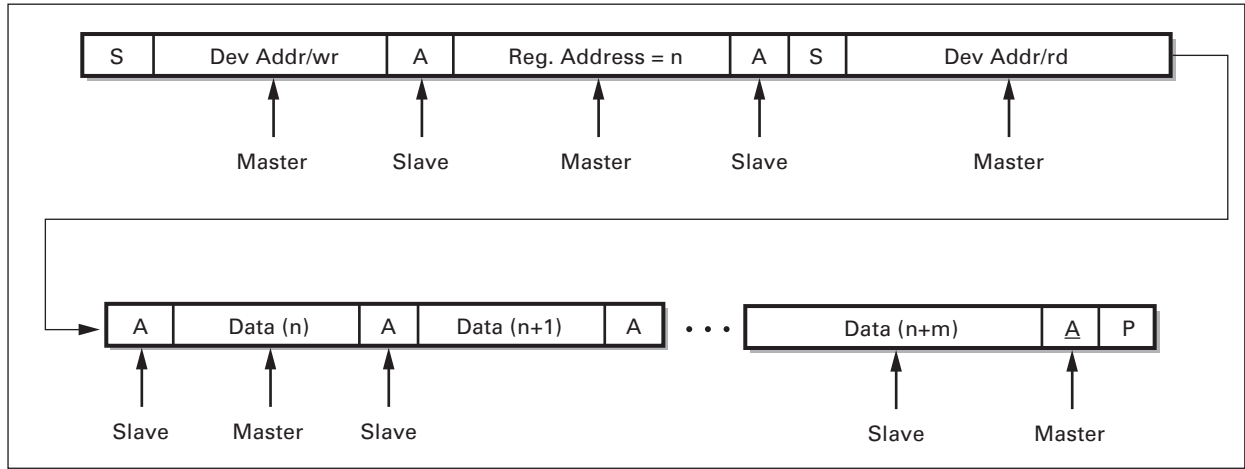 S Dev Addr/wr A Reg. Address = n A S Dev Addr/rd
Master Slave Master Slave Master
A Data (n) A Data (n+1) A • • • Data (n+m) A P
Slave Master Slave Slave Master